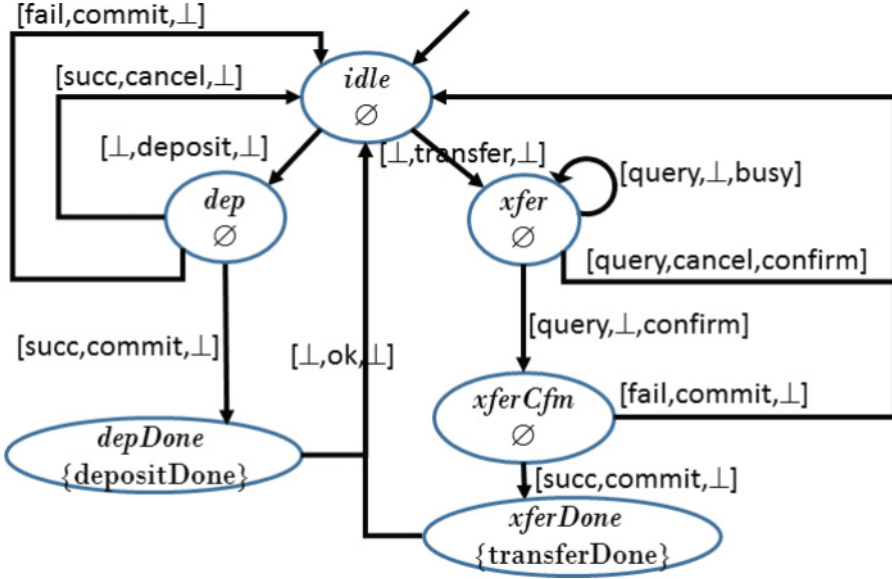 [fail,commit,⊥]
idle
∅
[succ,cancel,⊥]
[⊥,deposit,⊥]
[⊥,transfer,⊥]
dep
∅
xfer
∅
[query,⊥,busy]
[query,cancel,confirm]
[succ,commit,⊥]
[⊥,ok,⊥]
[query,⊥,confirm]
xferCfm
∅
[fail,commit,⊥]
depDone
{depositDone}
[succ,commit,⊥]
xferDone
{transferDone}